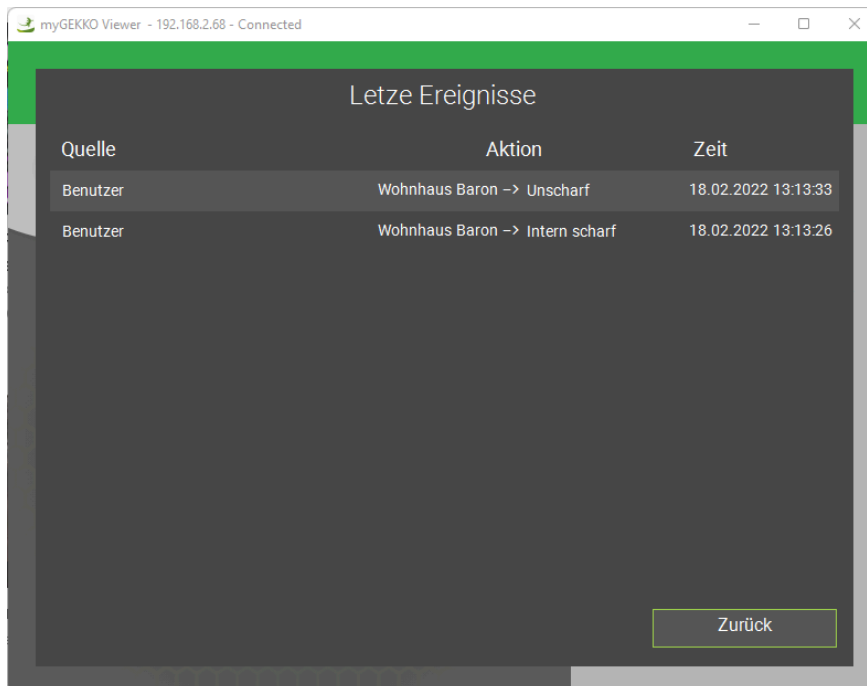 myGEKKO Viewer - 192.168.2.68 - Connected
Letze Ereignisse
Quelle Aktion Zeit
Benutzer Wohnhaus Baron –> Unscharf 18.02.2022 13:13:33
Benutzer Wohnhaus Baron –> Intern scharf 18.02.2022 13:13:26
Zurück